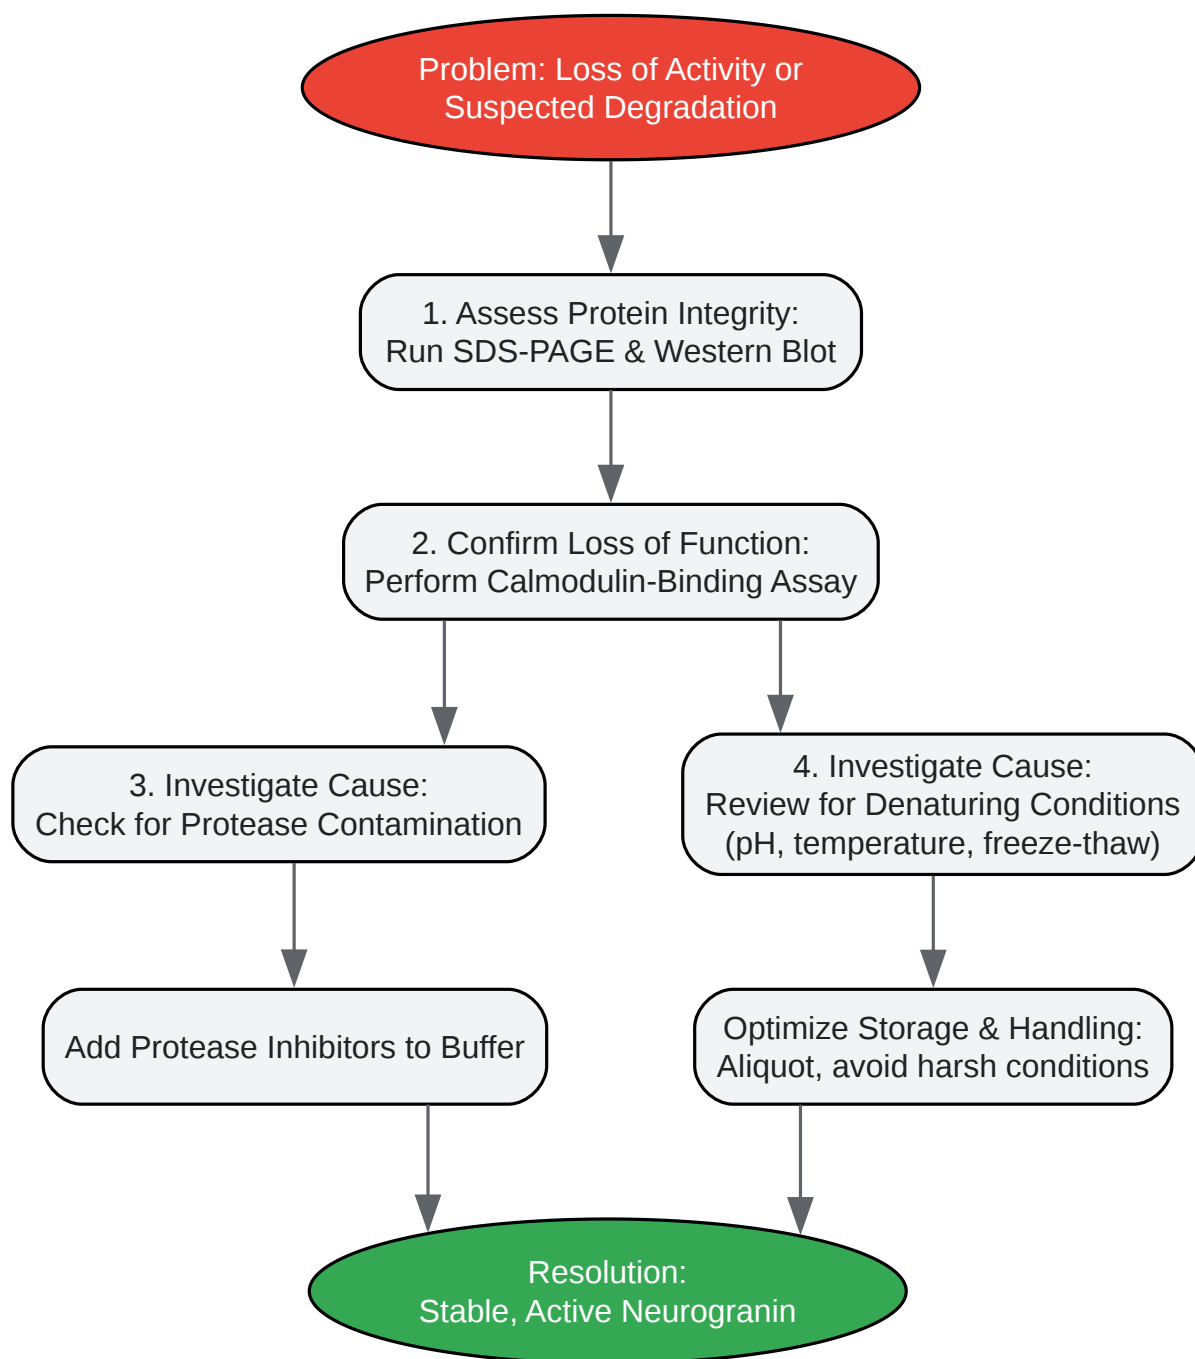 Problem: Loss of Activity or
Suspected Degradation
1. Assess Protein Integrity:
Run SDS-PAGE & Western Blot
2. Confirm Loss of Function:
Perform Calmodulin-Binding Assay
3. Investigate Cause:
Check for Protease Contamination
4. Investigate Cause:
Review for Denaturing Conditions
(pH, temperature, freeze-thaw)
Add Protease Inhibitors to Buffer
Optimize Storage & Handling:
Aliquot, avoid harsh conditions
Resolution:
Stable, Active Neurogranin